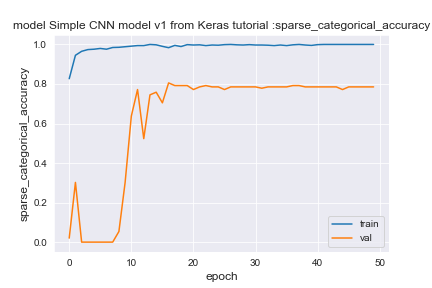 model Simple CNN model v1 from Keras tutorial :sparse_categorical_accuracy
sparse_categorical_accuracy
1.0
0.8
0.6
0.4
0.2
0.0
0 10 20 30 40 50
epoch
train
val